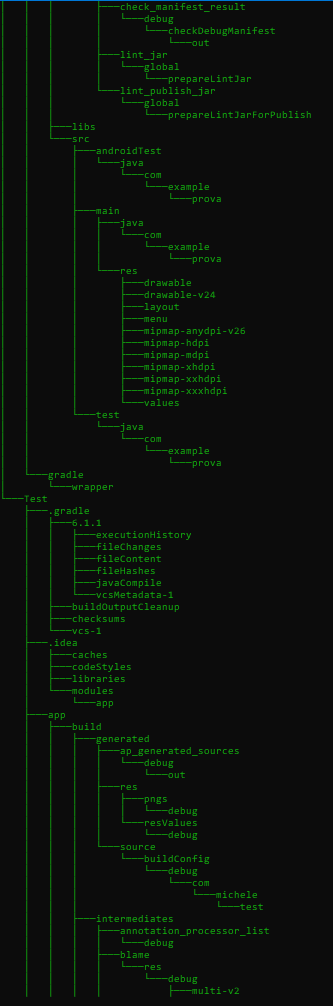 check_manifest_result
debug
checkDebugManifest
out
lint_jar
global
prepareLintJar
lint_publish_jar
global
prepareLintJarForPublish
libs
src
androidTest
java
com
example
prova
main
java
com
example
prova
res
drawable
drawable-v24
layout
menu
mipmap-anydpi-v26
mipmap-hdpi
mipmap-mdpi
mipmap-xhdpi
mipmap-xxhdpi
mipmap-xxxhdpi
values
test
java
com
example
prova
gradle
wrapper
Test
.gradle
6.1.1
executionHistory
fileChanges
fileContent
fileHashes
javaCompile
vcsMetadata-1
buildOutputCleanup
checksums
vcs-1
.idea
caches
codeStyles
libraries
modules
app
app
build
generated
ap_generated_sources
debug
out
res
pngs
debug
resValues
debug
source
buildConfig
debug
com
michele
test
intermediates
annotation_processor_list
debug
blame
res
debug
multi-v2